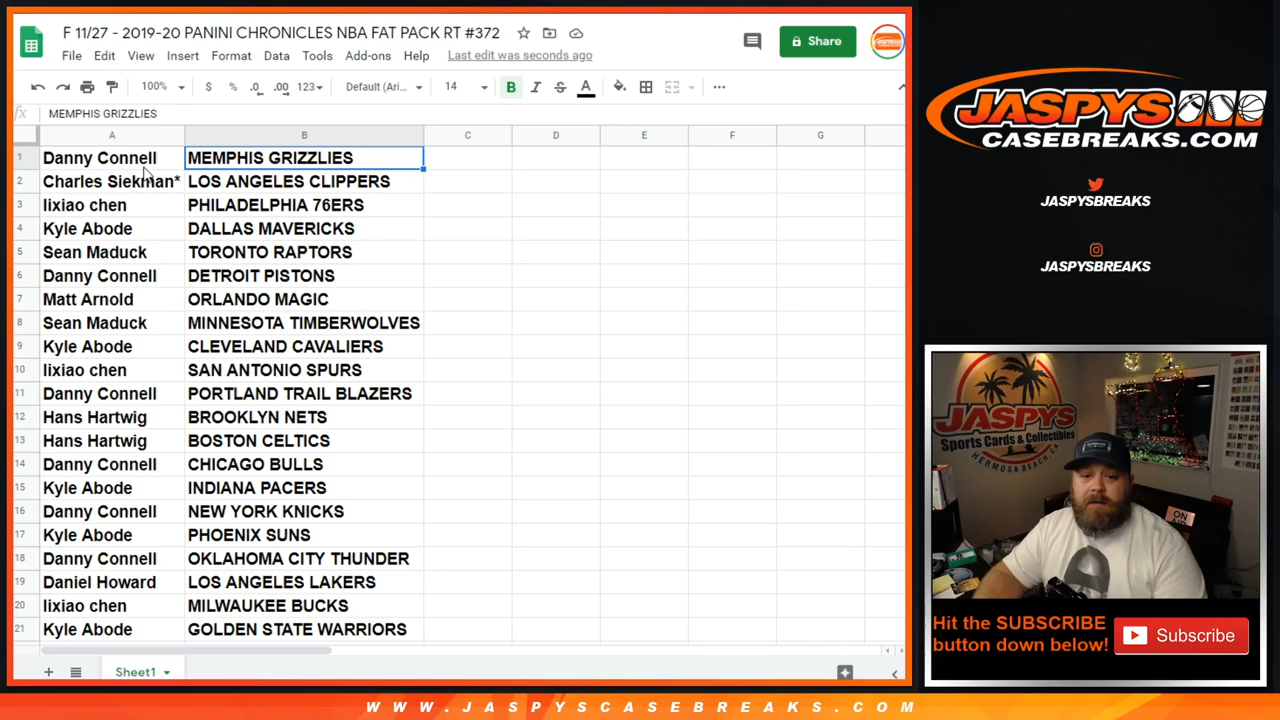 F 11/27 - 2019-20 PANINI CHRONICLES NBA FAT PACK RT #372
File Edit View Insert Format Data Tools Add-ons Help Last edit was seconds ago
Share
100% $ % .0 .00 123 Default (Ari... 14 B I S A
fx MEMPHIS GRIZZLIES
A B C D E F G
1 Danny Connell MEMPHIS GRIZZLIES
2 Charles Siekman* LOS ANGELES CLIPPERS
3 lixiao chen PHILADELPHIA 76ERS
4 Kyle Abode DALLAS MAVERICKS
5 Sean Maduck TORONTO RAPTORS
6 Danny Connell DETROIT PISTONS
7 Matt Arnold ORLANDO MAGIC
8 Sean Maduck MINNESOTA TIMBERWOLVES
9 Kyle Abode CLEVELAND CAVALIERS
10 lixiao chen SAN ANTONIO SPURS
11 Danny Connell PORTLAND TRAIL BLAZERS
12 Hans Hartwig BROOKLYN NETS
13 Hans Hartwig BOSTON CELTICS
14 Danny Connell CHICAGO BULLS
15 Kyle Abode INDIANA PACERS
16 Danny Connell NEW YORK KNICKS
17 Kyle Abode PHOENIX SUNS
18 Danny Connell OKLAHOMA CITY THUNDER
19 Daniel Howard LOS ANGELES LAKERS
20 lixiao chen MILWAUKEE BUCKS
21 Kyle Abode GOLDEN STATE WARRIORS
Sheet1
JASPYS
CASEBREAKS.COM
JASPYSBREAKS
JASPYSBREAKS
JASPYS
Sports Cards & Collectibles
HERMOSA BEACH, CA
ON AIR
Hit the SUBSCRIBE
button down below!
Subscribe
WWW.JASPYSCASEBREAKS.COM